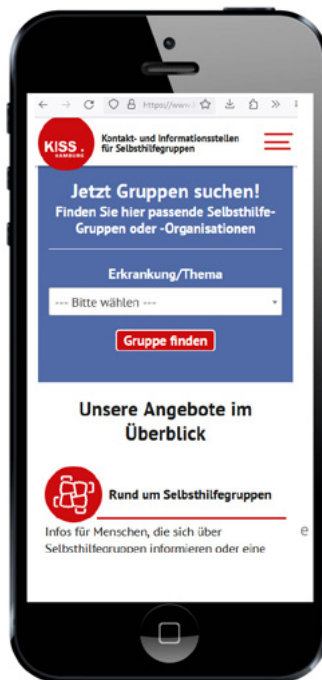 https://www.
KISS.
HAMBURG
Kontakt- und Informationsstellen
für Selbsthilfegruppen
Jetzt Gruppen suchen!
Finden Sie hier passende Selbsthilfe-
Gruppen oder -Organisationen
Erkrankung/Thema
--- Bitte wählen ---
Gruppe finden
Unsere Angebote im
Überblick
Rund um Selbsthilfegruppen
Infos für Menschen, die sich über
e
Selbsthilfegruppen informieren oder eine